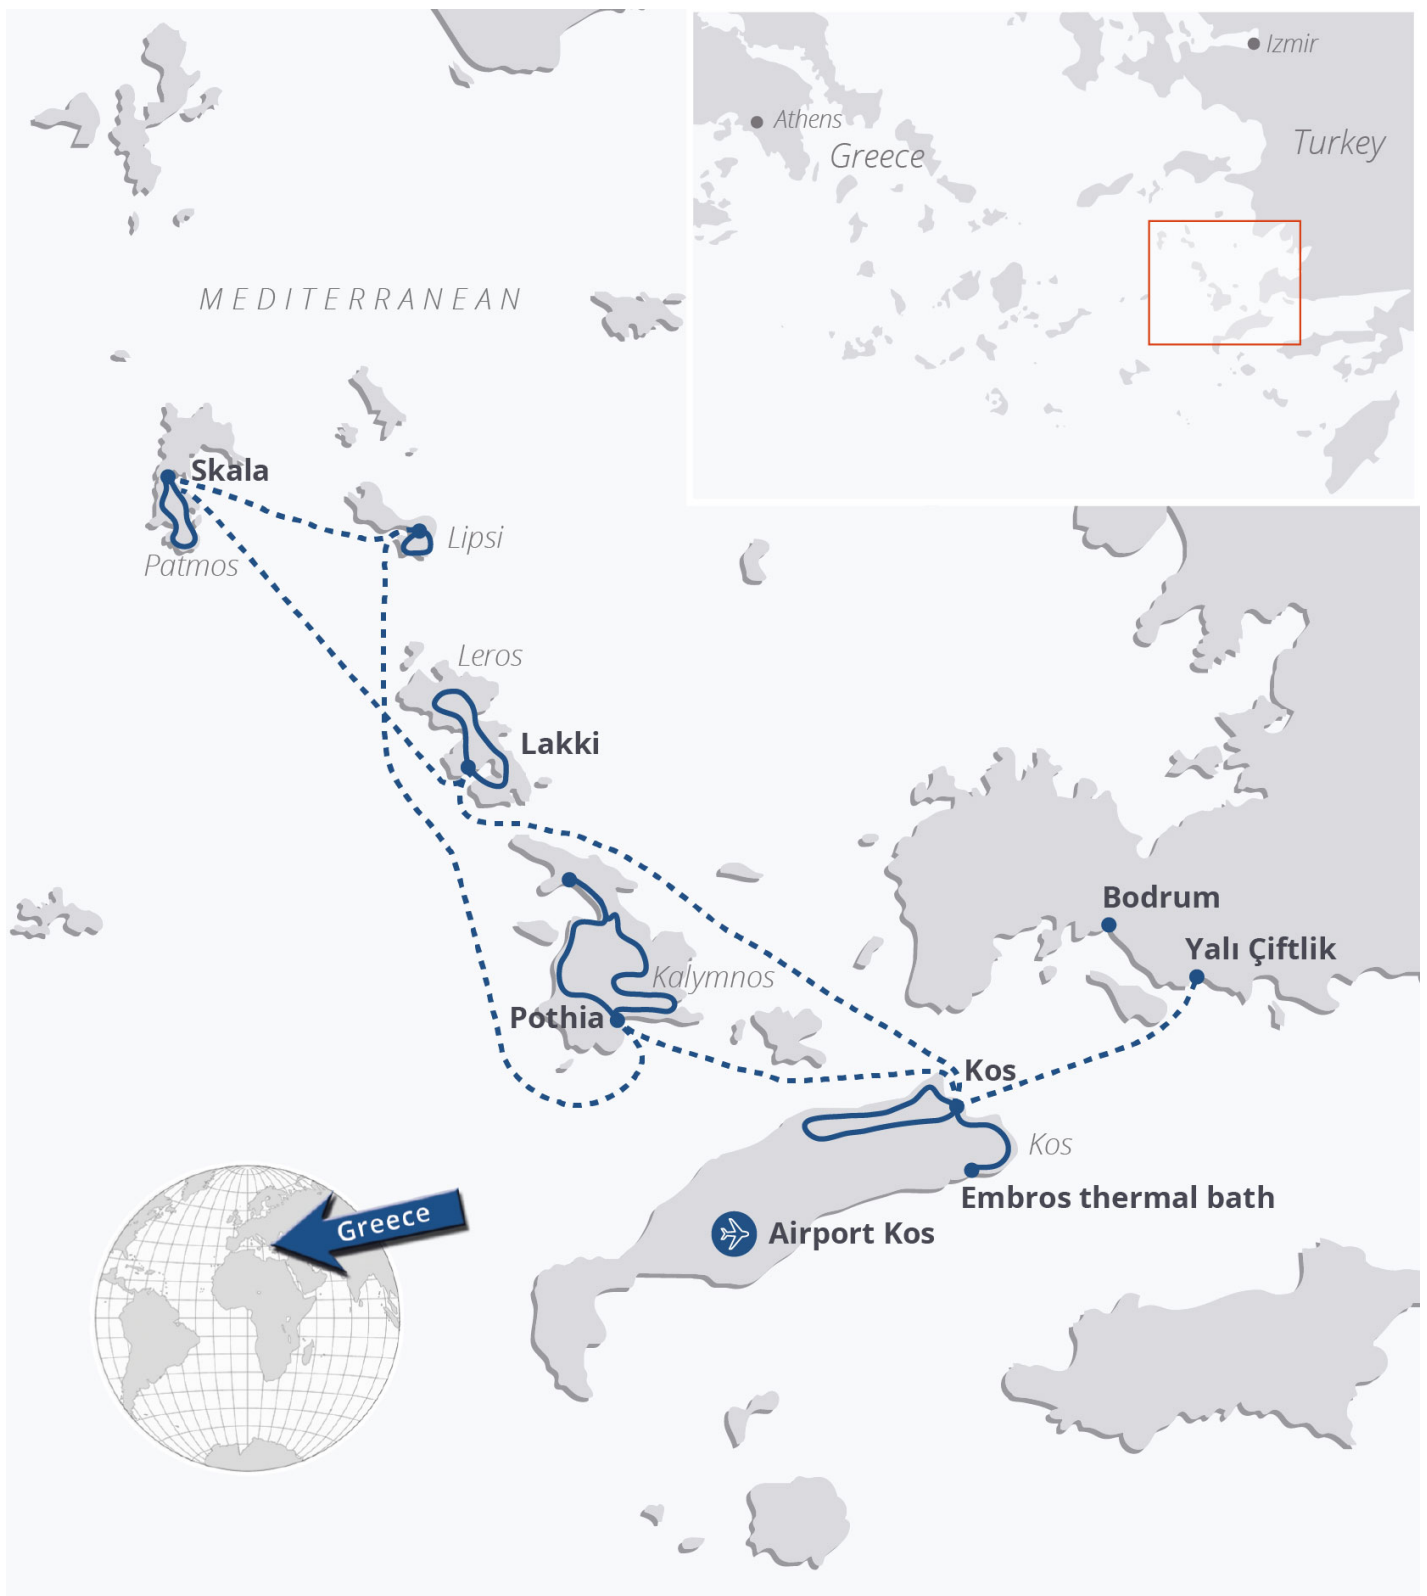 Izmir
Athens
Greece
Turkey
MEDITERRANEAN
Skala
Lipsi
Patmos
Leros
Lakki
Bodrum
Yalı Çiftlik
Kalymnos
Pothia
Kos
Kos
Embros thermal bath
Greece
Airport Kos